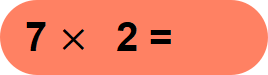 7 × 2 =